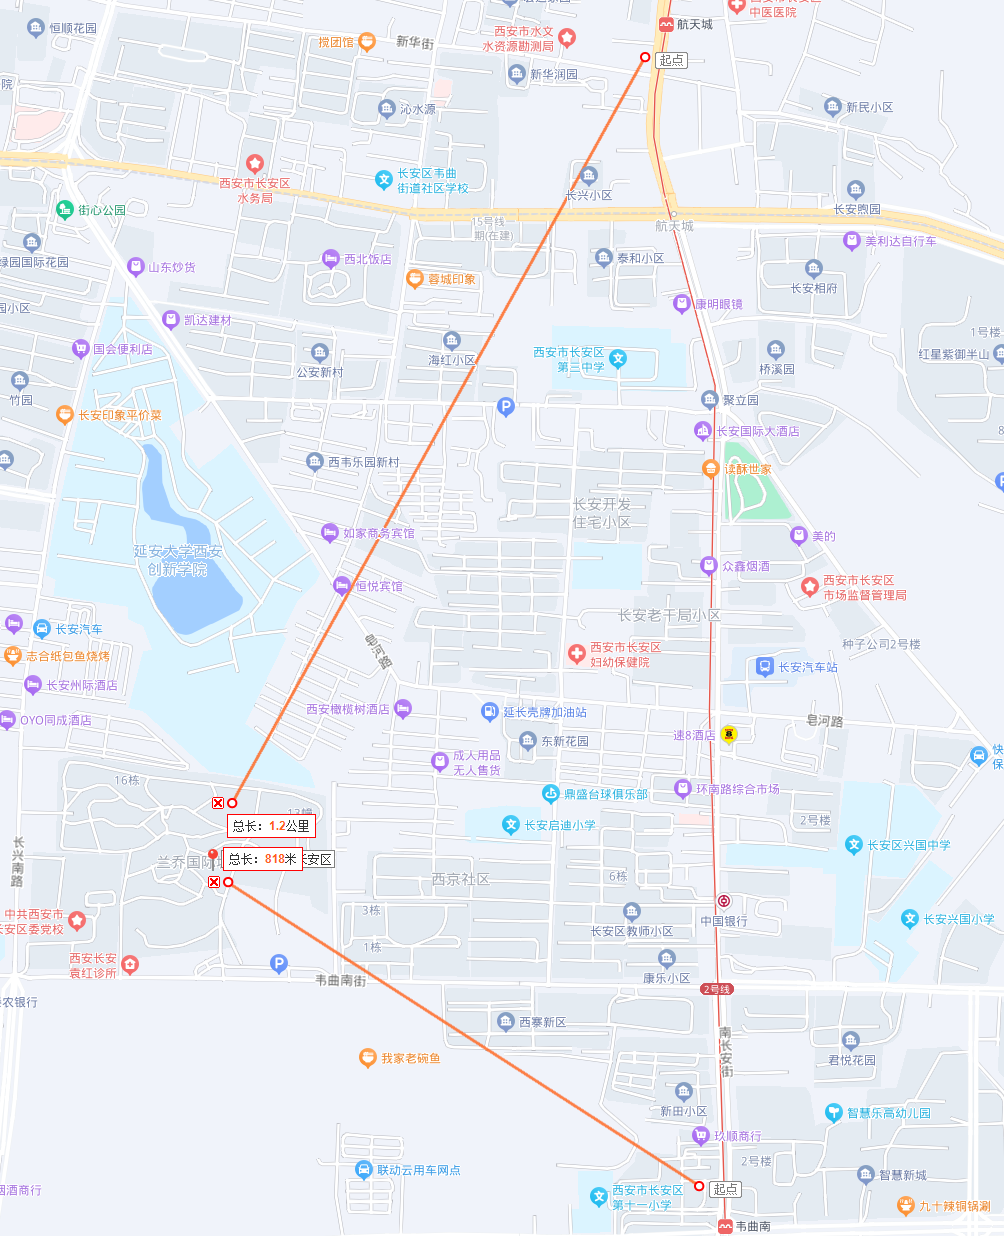 航天城
中医医院
恒顺花园
揽团馆
新华街
西安市水文
水资源勘测局
起点
新华润园
院
沁水源
新民小区
西安市长安区
水务局
长安区韦曲
街道社区学校
长兴小区
长安煦园
街心公园
15号线
期(在建)
航天城
美利达自行车
绿园国际花园
山东炒货
西北饭店
蓉城印象
泰和小区
长安相府
园小区
凯达建材
康明眼镜
1号楼
国会便利店
公安新村
海红小区
西安市长安区
第二中学
桥溪园
红星紫御半山
竹园
长安印象平价菜
聚立园
长安国际大酒店
西韦乐园新村
读酥世家
长安开发
住宅小区
如家商务宾馆
美的
延安大学西安
创新学院
恒悦宾馆
众鑫烟酒
西安市长安区
市场监督管理局
长安老干局小区
长安汽车
皂河路
西安市长安区
妇幼保健院
种子公司2号楼
志合纸包鱼烧烤
长安汽车站
长安州际酒店
西安橄榄树酒店
延长壳牌加油站
OYO同成酒店
皂河路
东新花园
速8酒店
成人用品
无人售货
快
保
16栋
鼎盛台球俱乐部
环南路综合市场
13幢
总长：1.2公里
长安启迪小学
2号楼
长安区兴国中学
长兴南路
兰乔国际城
总长：818米
长安区
西京社区
6栋
3栋
中共西安市
长安区委党校
长安区教师小区
中国银行
长安兴国小学
1栋
西安长安
袁红诊所
韦曲南街
康乐小区
2号线
农银行
西寨新区
南长安街
我家老碗鱼
君悦花园
新田小区
智慧乐高幼儿园
玖顺商行
2号楼
联动云用车网点
智慧新城
烟酒商行
西安市长安区
第十一小学
起点
九十辣铜锅涮
韦曲南